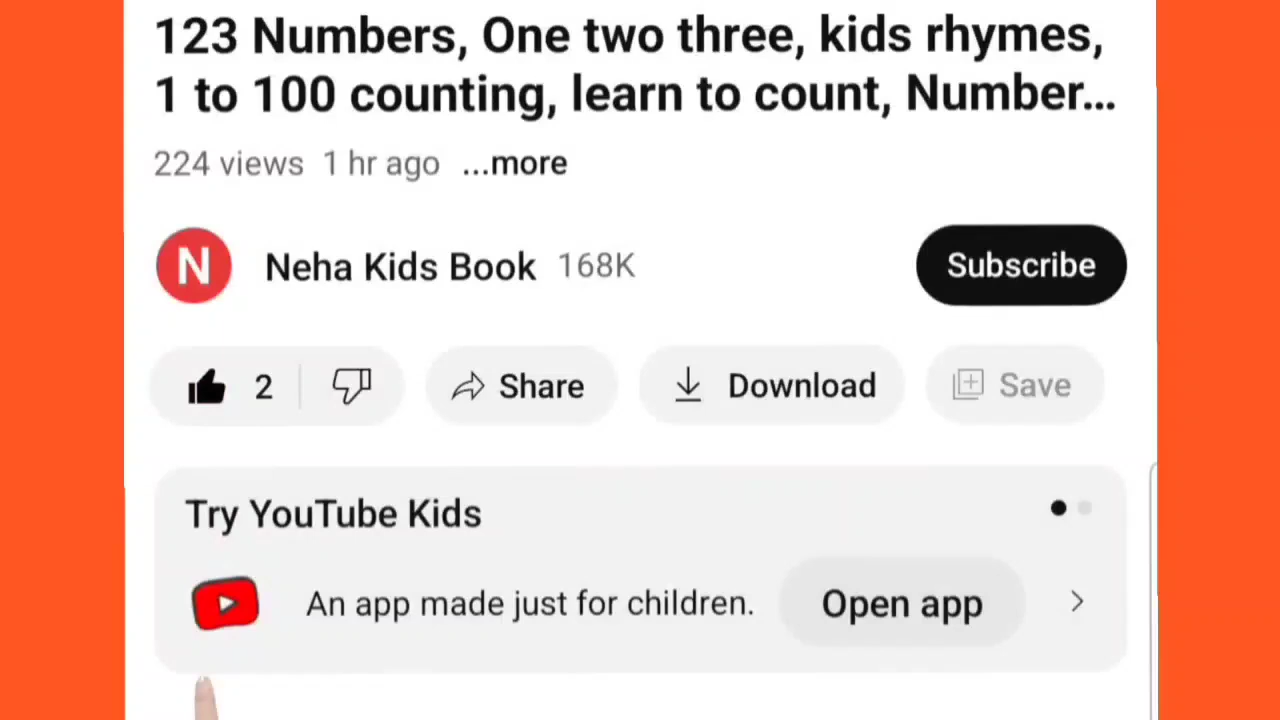 123 Numbers, One two three, kids rhymes,
1 to 100 counting, learn to count, Number...
224 views 1 hr ago ...more
N Neha Kids Book 168K Subscribe
2 Share Download Save
Try YouTube Kids
An app made just for children. Open app